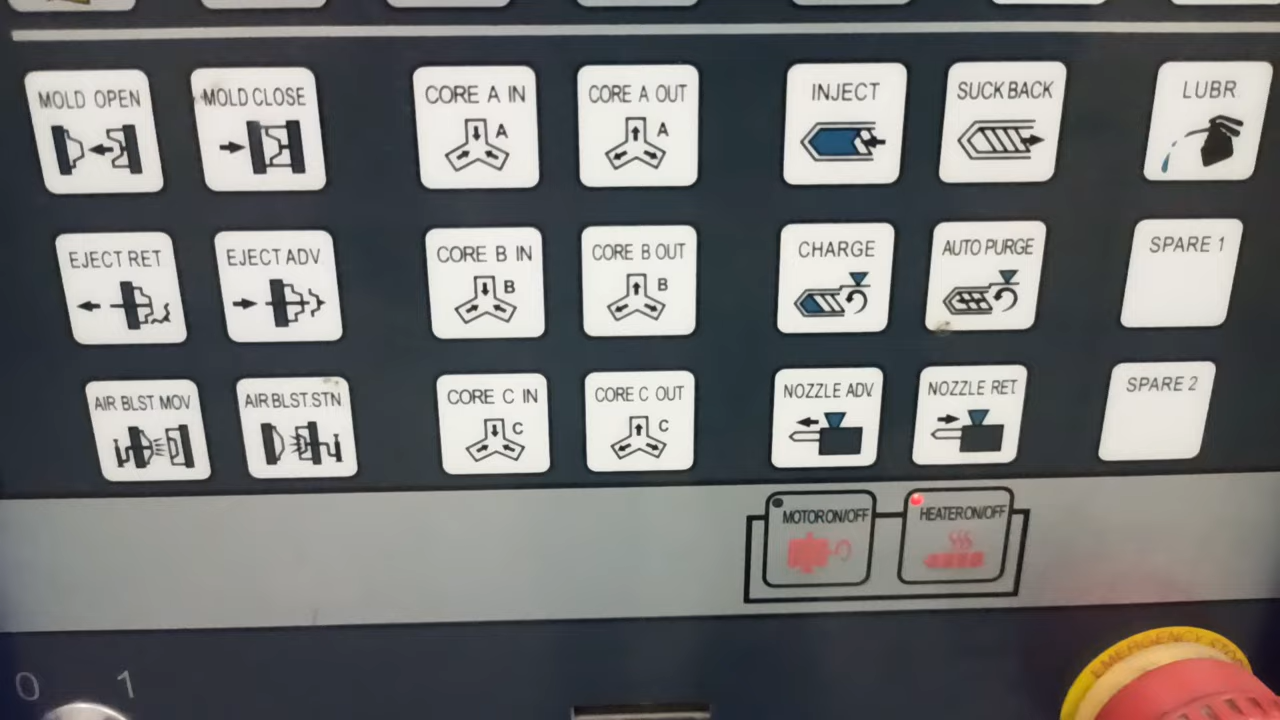 MOLD OPEN
MOLD CLOSE
CORE A IN
A
CORE A OUT
A
INJECT
SUCK BACK
LUBR
EJECT RET
EJECT ADV
CORE B IN
B
CORE B OUT
B
CHARGE
AUTO PURGE
SPARE 1
AIR BLST. MOV
AIR BLST. STN
CORE C IN
C
CORE C OUT
C
NOZZLE ADV.
NOZZLE RET.
SPARE 2
MOTOR ON/OFF
HEATER ON/OFF
0
1
EMERGENCY STOP